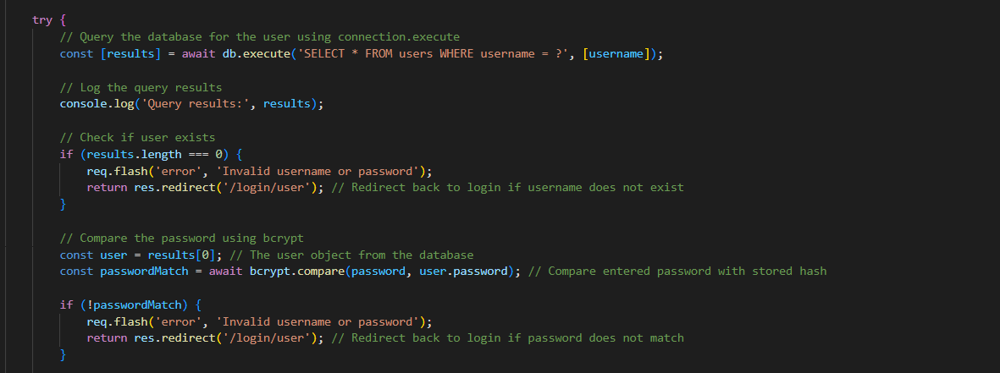 try {
// Query the database for the user using connection.execute
const [results] = await db.execute('SELECT * FROM users WHERE username = ?', [username]);
// Log the query results
console.log('Query results:', results);
// Check if user exists
if (results.length === 0) {
req.flash('error', 'Invalid username or password');
return res.redirect('/login/user'); // Redirect back to login if username does not exist
}
// Compare the password using bcrypt
const user = results[0]; // The user object from the database
const passwordMatch = await bcrypt.compare(password, user.password); // Compare entered password with stored hash
if (!passwordMatch) {
req.flash('error', 'Invalid username or password');
return res.redirect('/login/user'); // Redirect back to login if password does not match
}